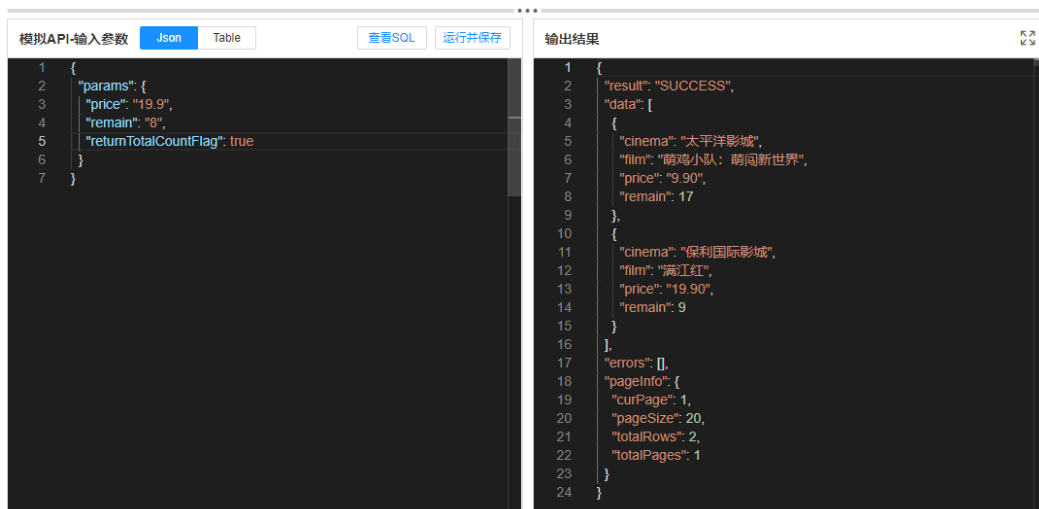 模拟API-输入参数 Json Table 查看SQL 运行并保存
1 {
2 "params": {
3 "price": "19.9",
4 "remain": "8",
5 "returnTotalCountFlag": true
6 }
7 }
输出结果
1 {
2 "result": "SUCCESS",
3 "data": [
4 {
5 "cinema": "太平洋影城",
6 "film": "萌鸡小队：萌闯新世界",
7 "price": "9.90",
8 "remain": 17
9 },
10 {
11 "cinema": "保利国际影城",
12 "film": "满江红",
13 "price": "19.90",
14 "remain": 9
15 }
16 ],
17 "errors": [],
18 "pageInfo": {
19 "curPage": 1,
20 "pageSize": 20,
21 "totalRows": 2,
22 "totalPages": 1
23 }
24 }